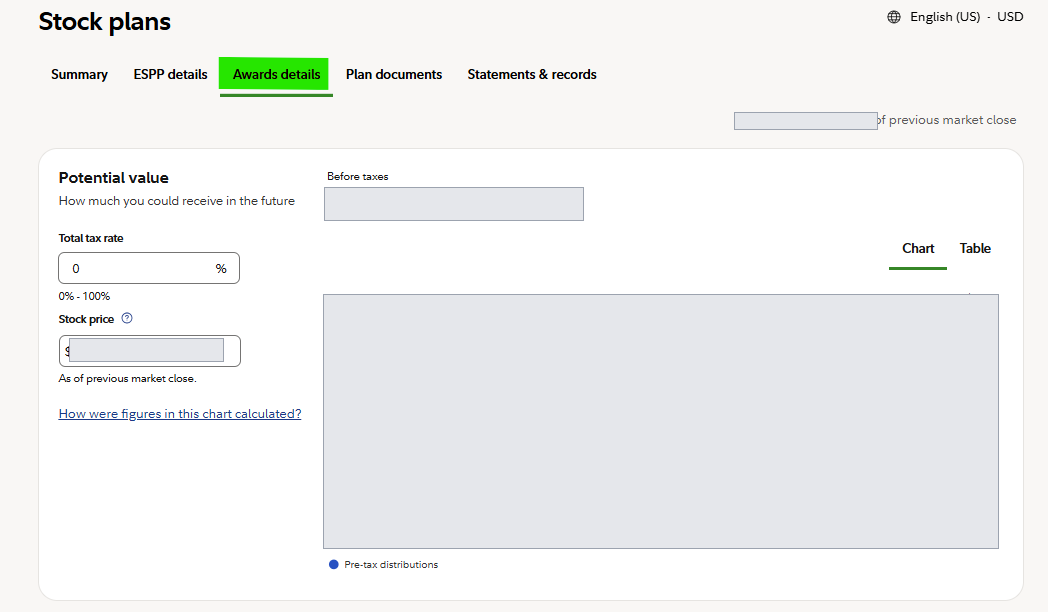 Stock plans
English (US) · USD
Summary ESPP details Awards details Plan documents Statements & records
of previous market close
Potential value
How much you could receive in the future
Before taxes
Total tax rate
0 %
0% - 100%
Chart Table
Stock price
$
As of previous market close.
How were figures in this chart calculated?
Pre-tax distributions